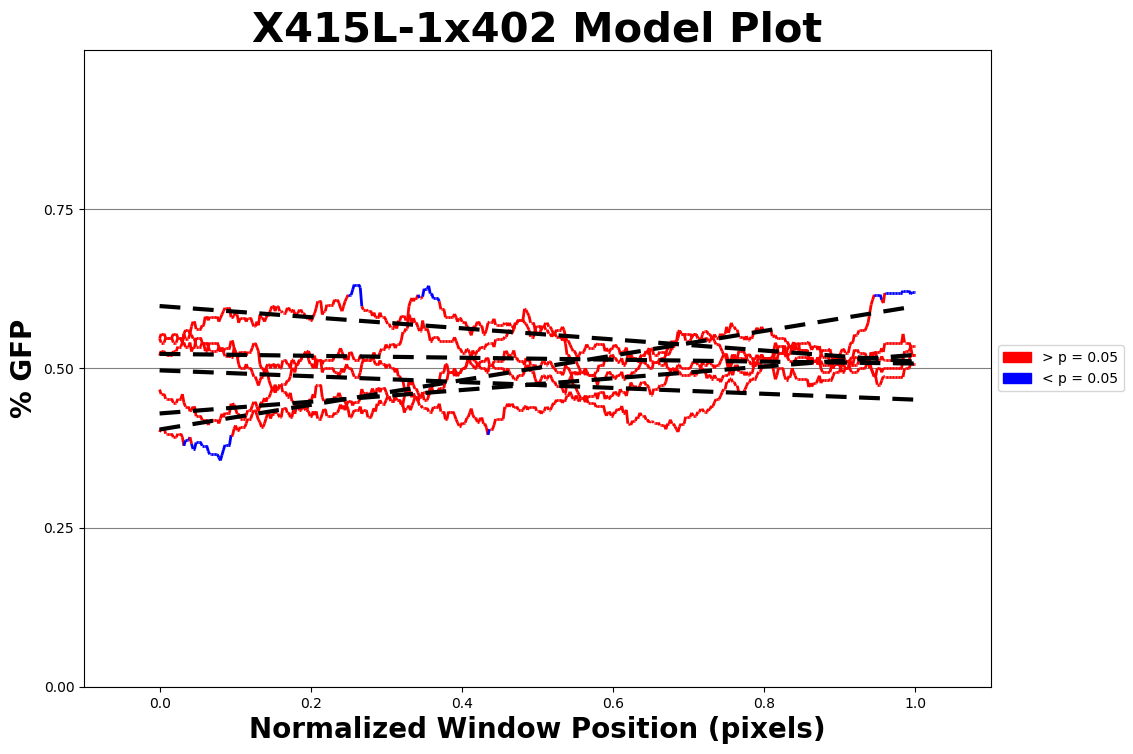 X415L-1x402 Model Plot
% GFP
0.75
0.50
0.25
0.00
0.0 0.2 0.4 0.6 0.8 1.0
Normalized Window Position (pixels)
> p = 0.05
< p = 0.05